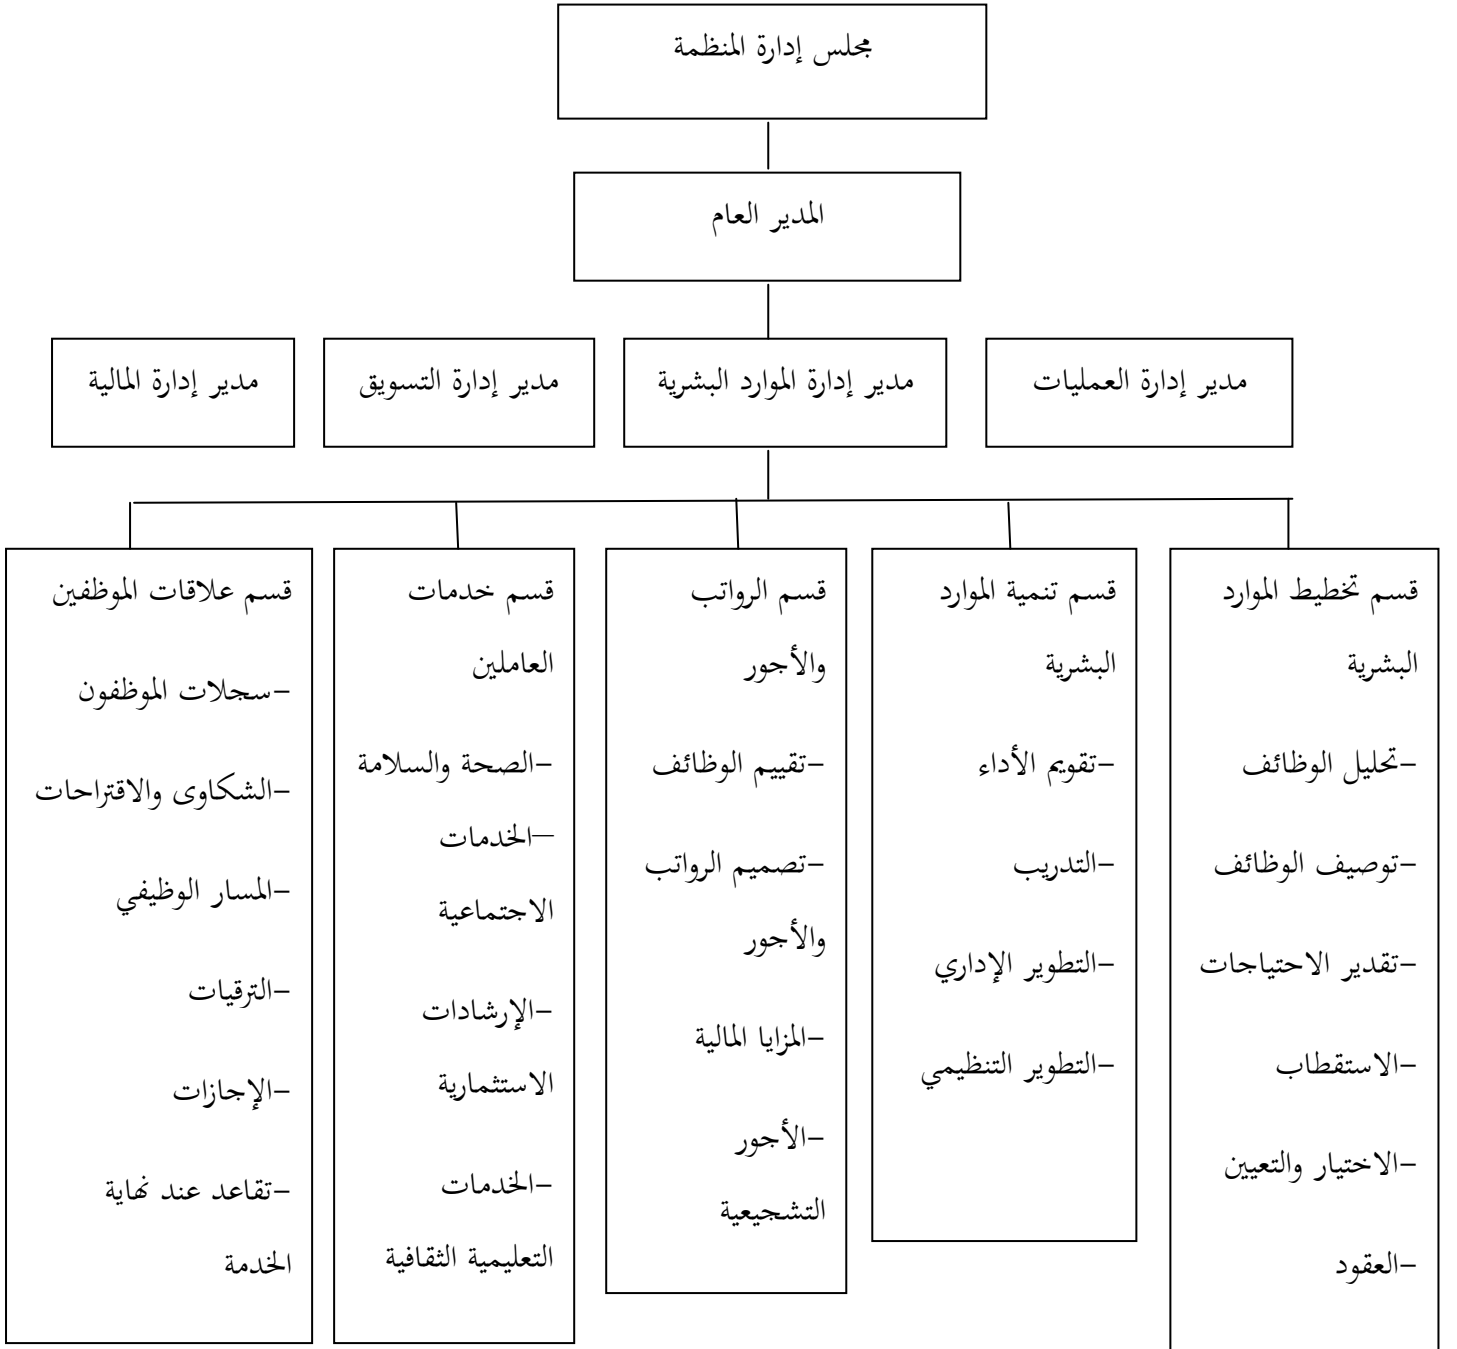 مجلس إدارة المنظمة
المدير العام
مدير إدارة العمليات
مدير إدارة الموارد البشرية
مدير إدارة التسويق
مدير إدارة المالية
قسم تخطيط الموارد
البشرية
-تحليل الوظائف
-توصيف الوظائف
-تقدير الاحتياجات
-الاستقطاب
-الاختيار والتعيين
-العقود
قسم تنمية الموارد
البشرية
-تقويم الأداء
-التدريب
-التطوير الإداري
-التطوير التنظيمي
قسم الرواتب
والأجور
-تقييم الوظائف
-تصميم الرواتب
والأجور
-المزايا المالية
-الأجور
التشجيعية
قسم خدمات
العاملين
-الصحة والسلامة
–الخدمات
الاجتماعية
-الإرشادات
الاستثمارية
-الخدمات
التعليمية الثقافية
قسم علاقات الموظفين
-سجلات الموظفون
-الشكاوى والاقتراحات
-المسار الوظيفي
-الترقيات
-الإجازات
-تقاعد عند نهاية
الخدمة